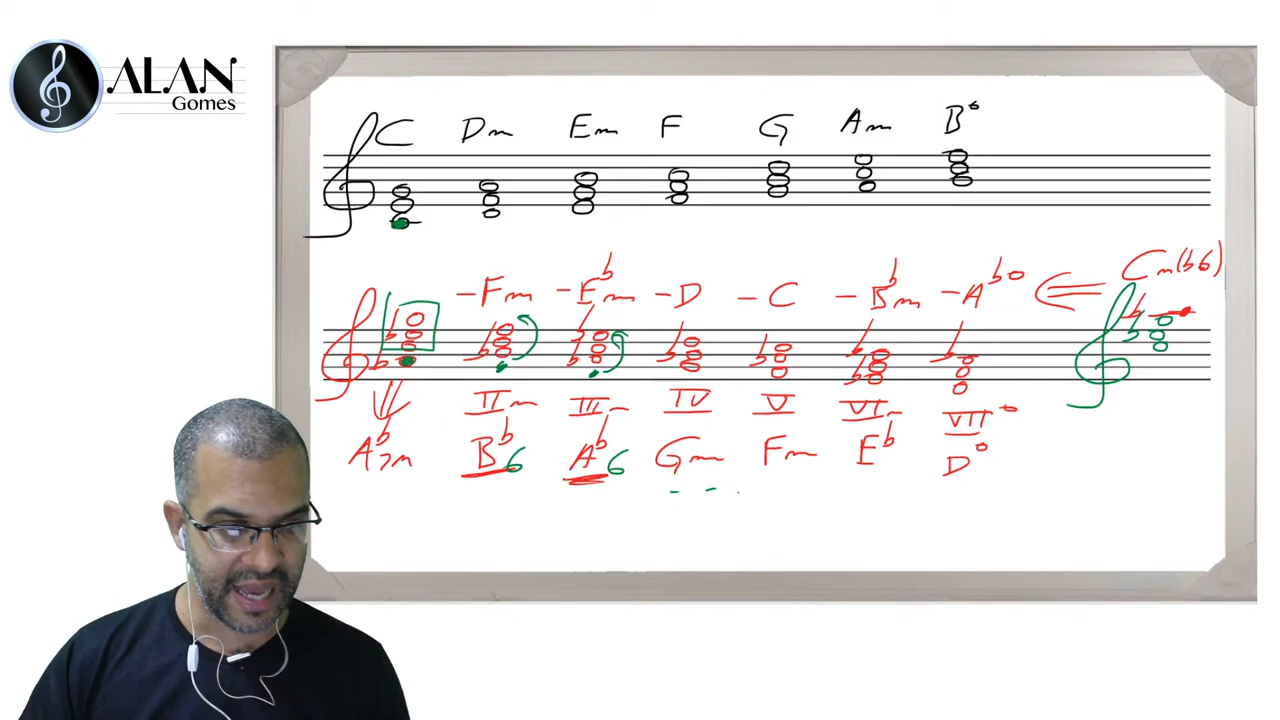 ALAN
Gomes
C Dm Em F G Am B°
-Fm -E♭m -D -C -B♭m -A♭° ⇐ Cm(♭6)
IIm IIIm IV V VIm VII°
A♭7M B♭6 A♭6 Gm Fm E♭ D°